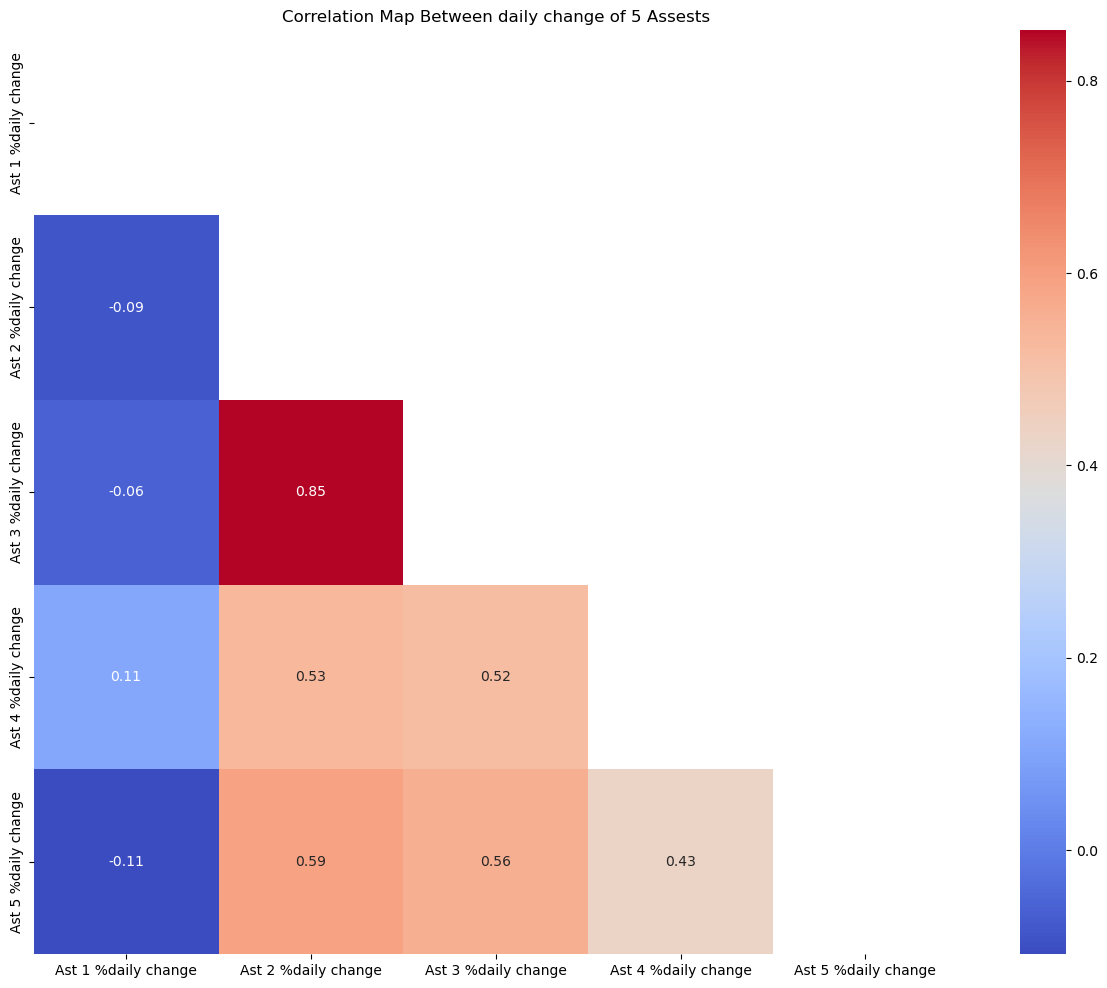 Correlation Map Between daily change of 5 Assests
Ast 1 %daily change
Ast 2 %daily change
-0.09
Ast 3 %daily change
-0.06
0.85
Ast 4 %daily change
0.11
0.53
0.52
Ast 5 %daily change
-0.11
0.59
0.56
0.43
Ast 1 %daily change
Ast 2 %daily change
Ast 3 %daily change
Ast 4 %daily change
Ast 5 %daily change
0.8
0.6
0.4
0.2
0.0